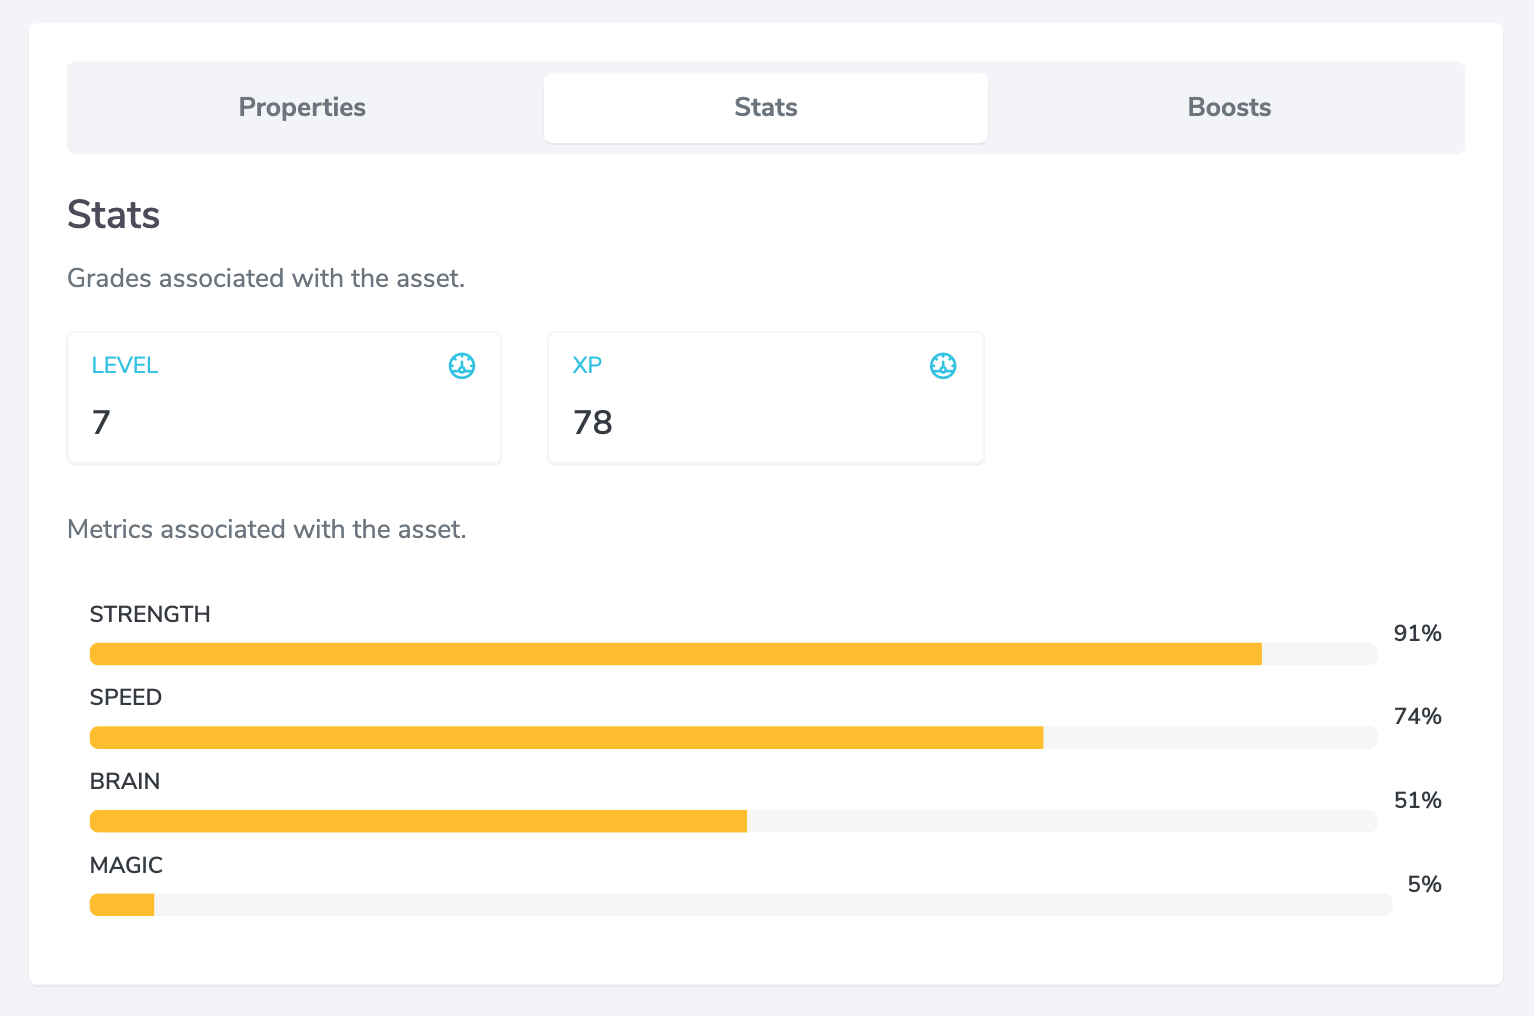 Properties Stats Boosts
Stats
Grades associated with the asset.
LEVEL XP
7 78
Metrics associated with the asset.
STRENGTH
91%
SPEED
74%
BRAIN
51%
MAGIC
5%